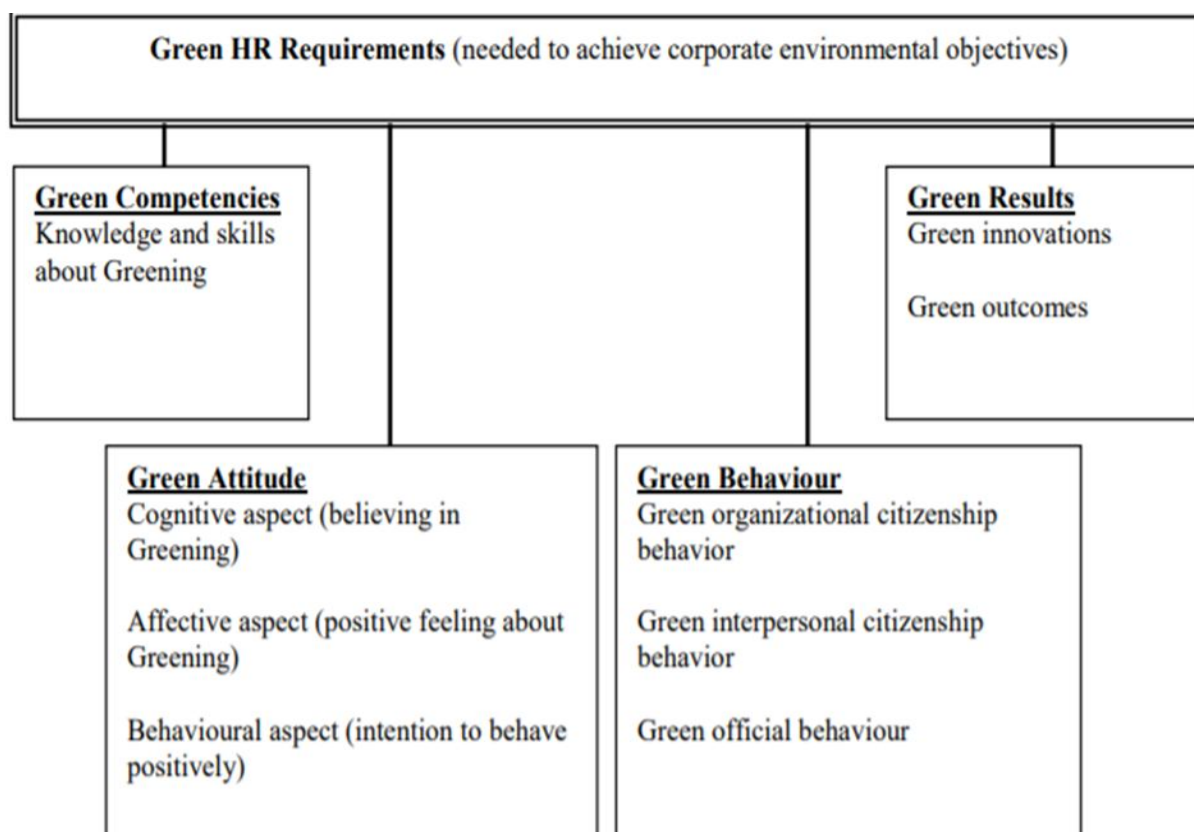 Green HR Requirements (needed to achieve corporate environmental objectives)
Green Competencies
Knowledge and skills
about Greening
Green Results
Green innovations
Green outcomes
Green Attitude
Cognitive aspect (believing in
Greening)
Affective aspect (positive feeling about
Greening)
Behavioural aspect (intention to behave
positively)
Green Behaviour
Green organizational citizenship
behavior
Green interpersonal citizenship
behavior
Green official behaviour